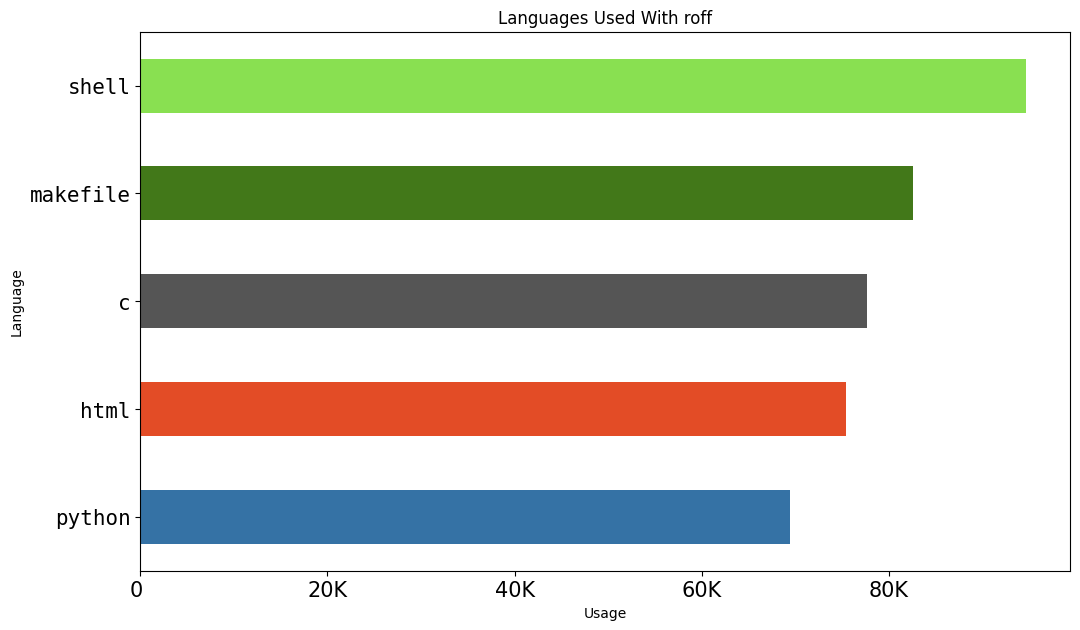 Languages Used With roff
shell
makefile
c
html
python
Language
0 20K 40K 60K 80K
Usage